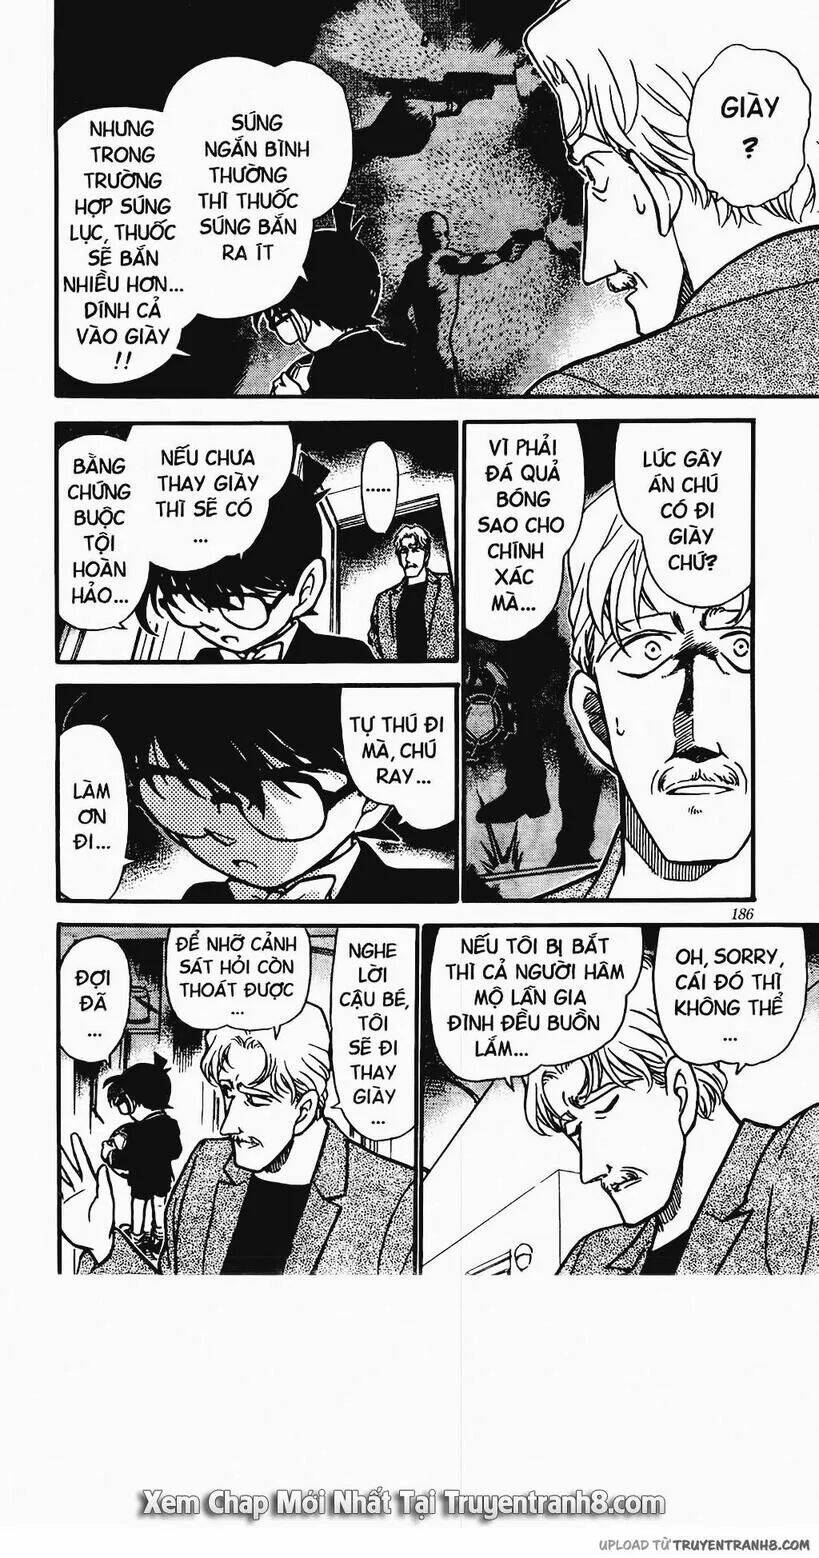 GIÀY
?
SÚNG
NGẮN BÌNH
THƯỜNG
THÌ THUỐC
SÚNG BẮN
RA ÍT
NHƯNG
TRONG
TRƯỜNG
HỢP SÚNG
LỤC, THUỐC
SẼ BẮN
NHIỀU HƠN...
DÍNH CẢ
VÀO GIÀY
!!
LÚC GÂY
ÁN CHÚ
CÓ ĐI
GIÀY
CHỨ?
VÌ PHẢI
ĐÁ QUẢ
BÓNG
SAO CHO
CHÍNH
XÁC
MÀ...
......
NẾU CHƯA
THAY GIÀY
THÌ SẼ CÓ
...
BẰNG
CHỨNG
BUỘC
TỘI
HOÀN
HẢO...
TỰ THÚ ĐI
MÀ, CHÚ
RAY...
LÀM
ƠN
ĐI...
186
OH, SORRY,
CÁI ĐÓ THÌ
KHÔNG THỂ
...
NẾU TÔI BỊ BẮT
THÌ CẢ NGƯỜI HÂM
MỘ LẪN GIA
ĐÌNH ĐỀU BUỒN
LẮM...
NGHE
LỜI
CẬU BÉ,
TÔI
SẼ ĐI
THAY
GIÀY
...
ĐỂ NHỠ CẢNH
SÁT HỎI CÒN
THOÁT ĐƯỢC
...
ĐỢI
ĐÃ
...
Xem Chap Mới Nhất Tại Truyentranh8.com
UPLOAD TỪ TRUYENTRANH8.COM